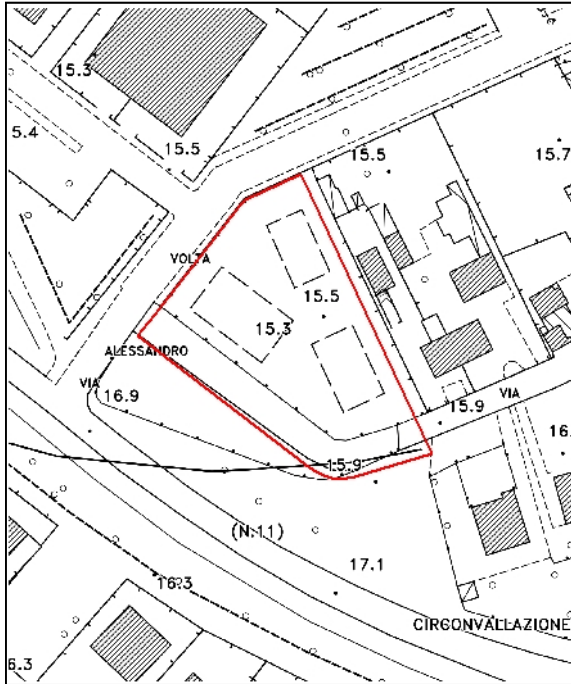 15.3
5.4
15.5
15.5
15.7
VOLTA
15.5
15.3
ALESSANDRO
VIA
16.9
VIA
15.9
16.
15.9
(N.11)
17.1
16.3
CIRCONVALLAZIONE
6.3